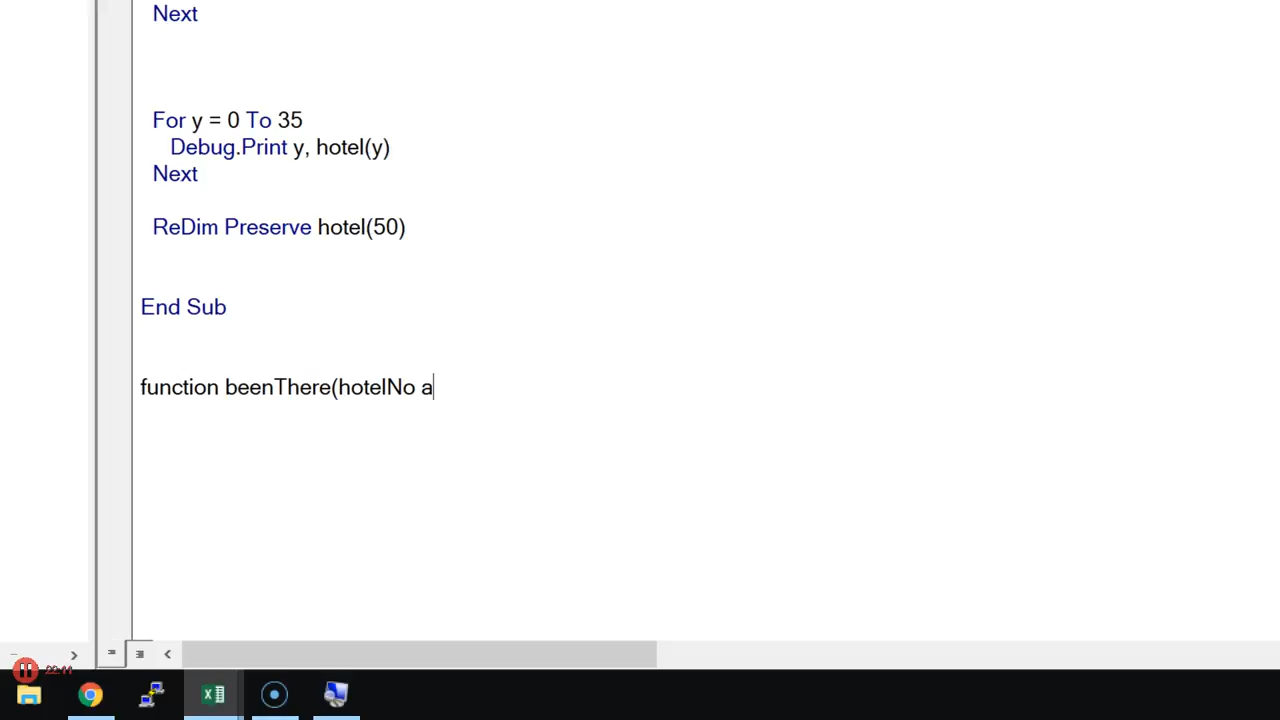 Next
For y = 0 To 35
Debug.Print y, hotel(y)
Next
ReDim Preserve hotel(50)
End Sub
function beenThere(hotelNo a